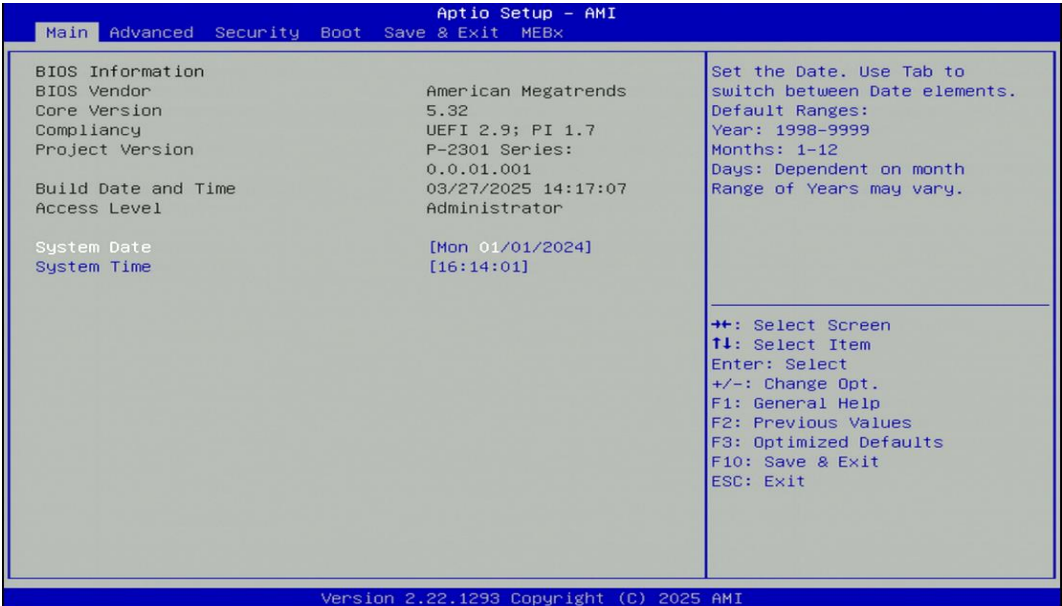 Aptio Setup - AMI
Main Advanced Security Boot Save & Exit MEBx
BIOS Information
BIOS Vendor American Megatrends
Core Version 5.32
Compliancy UEFI 2.9; PI 1.7
Project Version P-2301 Series:
0.0.01.001
Build Date and Time 03/27/2025 14:17:07
Access Level Administrator
System Date [Mon 01/01/2024]
System Time [16:14:01]
Set the Date. Use Tab to
switch between Date elements.
Default Ranges:
Year: 1998-9999
Months: 1-12
Days: Dependent on month
Range of Years may vary.
→←: Select Screen
↑↓: Select Item
Enter: Select
+/-: Change Opt.
F1: General Help
F2: Previous Values
F3: Optimized Defaults
F10: Save & Exit
ESC: Exit
Version 2.22.1293 Copyright (C) 2025 AMI